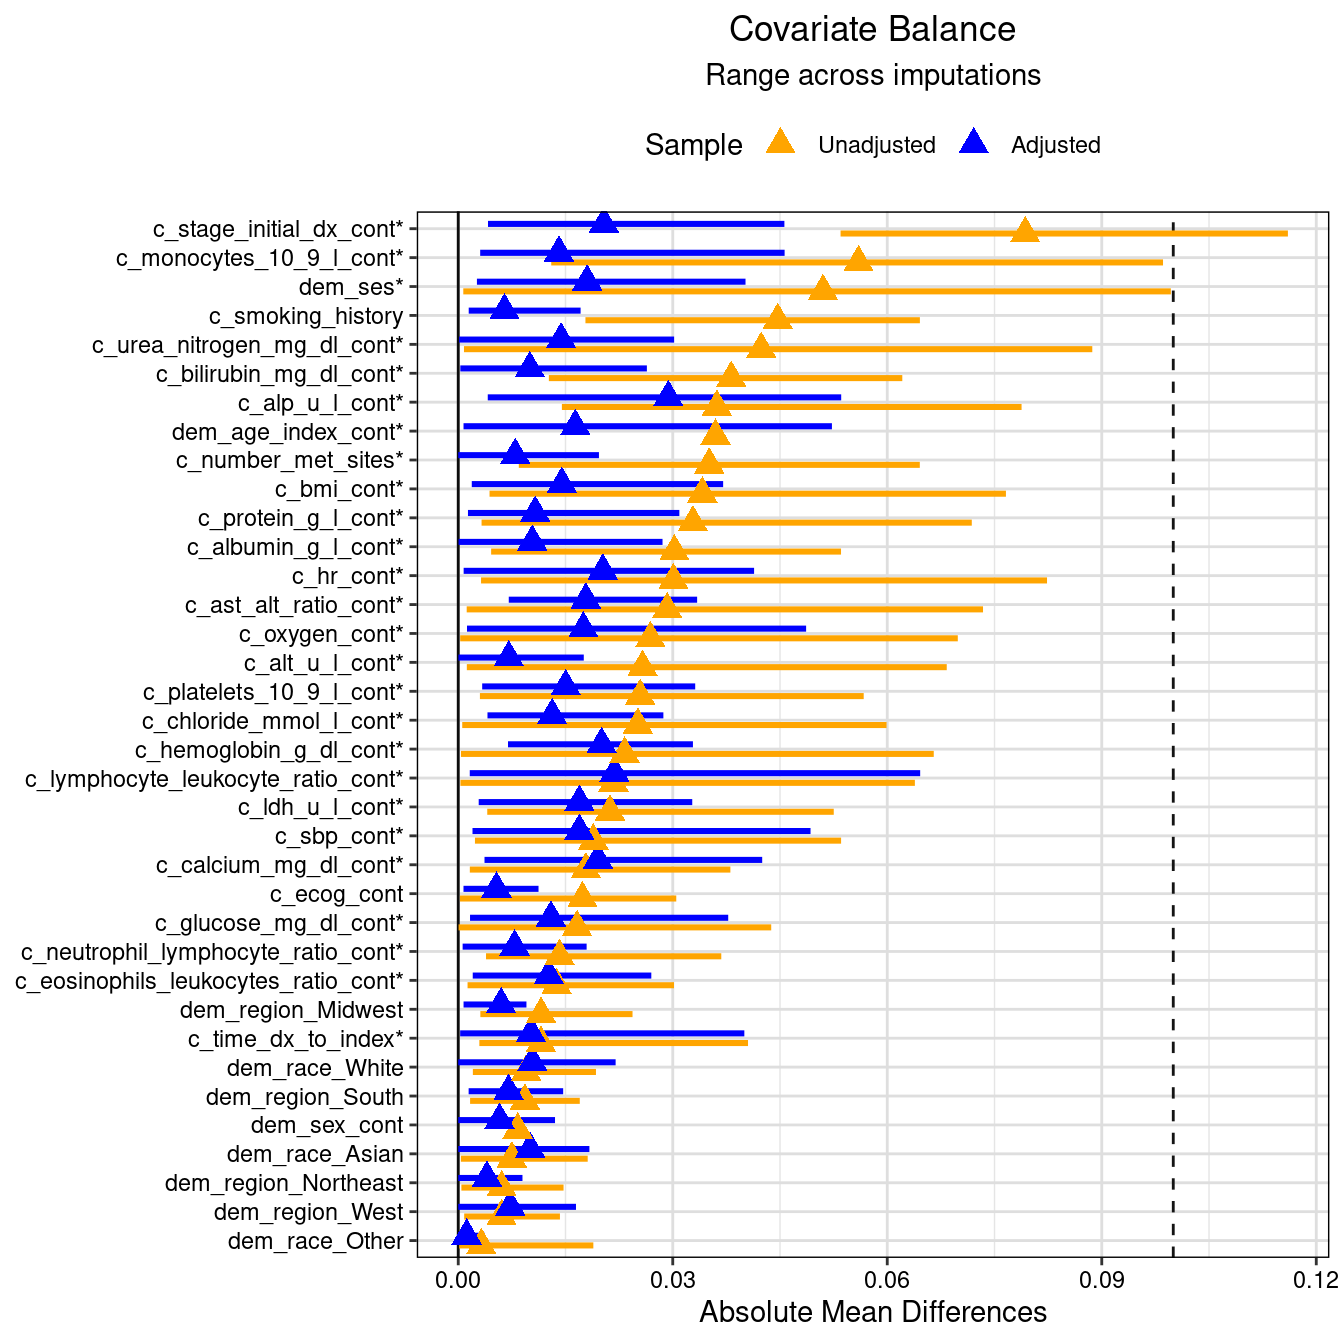 Covariate Balance
Range across imputations
Sample Unadjusted Adjusted
c_stage_initial_dx_cont*
c_monocytes_10_9_l_cont*
dem_ses*
c_smoking_history
c_urea_nitrogen_mg_dl_cont*
c_bilirubin_mg_dl_cont*
c_alp_u_l_cont*
dem_age_index_cont*
c_number_met_sites*
c_bmi_cont*
c_protein_g_l_cont*
c_albumin_g_l_cont*
c_hr_cont*
c_ast_alt_ratio_cont*
c_oxygen_cont*
c_alt_u_l_cont*
c_platelets_10_9_l_cont*
c_chloride_mmol_l_cont*
c_hemoglobin_g_dl_cont*
c_lymphocyte_leukocyte_ratio_cont*
c_ldh_u_l_cont*
c_sbp_cont*
c_calcium_mg_dl_cont*
c_ecog_cont
c_glucose_mg_dl_cont*
c_neutrophil_lymphocyte_ratio_cont*
c_eosinophils_leukocytes_ratio_cont*
dem_region_Midwest
c_time_dx_to_index*
dem_race_White
dem_region_South
dem_sex_cont
dem_race_Asian
dem_region_Northeast
dem_region_West
dem_race_Other
0.00 0.03 0.06 0.09 0.12
Absolute Mean Differences